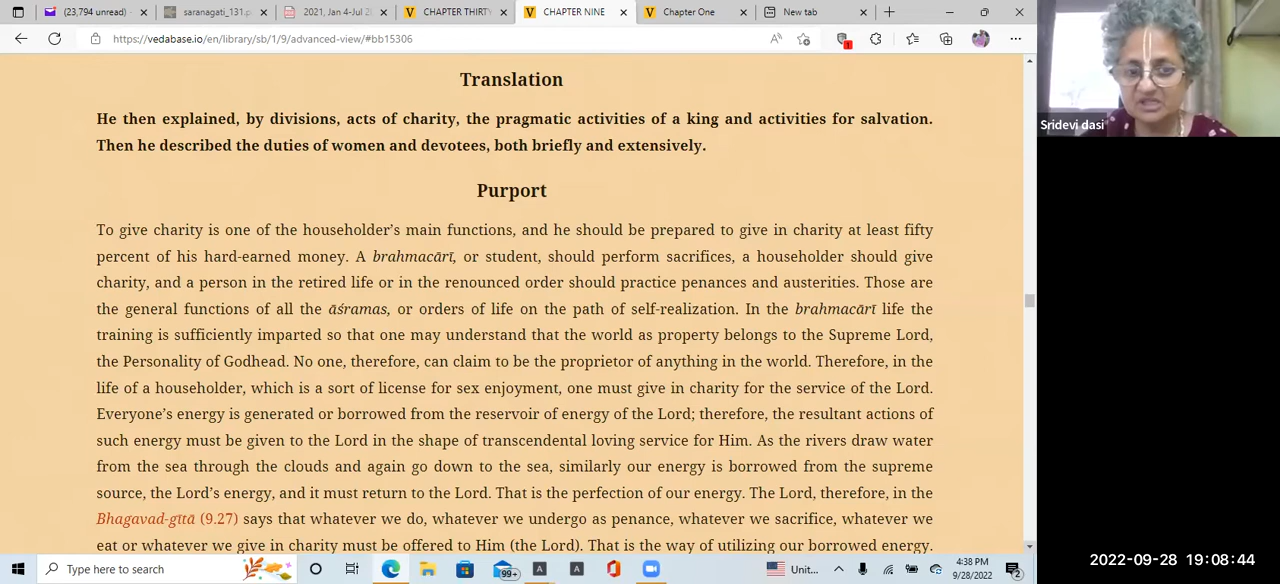 (23,794 unread)
saranagati_131.p
2021, Jan 4-Jul 2
CHAPTER THIRTY
CHAPTER NINE
Chapter One
New tab
https://vedabase.io/en/library/sb/1/9/advanced-view/#bb15306
1
Translation
He then explained, by divisions, acts of charity, the pragmatic activities of a king and activities for salvation.
Then he described the duties of women and devotees, both briefly and extensively.
Purport
To give charity is one of the householder’s main functions, and he should be prepared to give in charity at least fifty
percent of his hard-earned money. A brahmacārī, or student, should perform sacrifices, a householder should give
charity, and a person in the retired life or in the renounced order should practice penances and austerities. Those are
the general functions of all the āśramas, or orders of life on the path of self-realization. In the brahmacārī life the
training is sufficiently imparted so that one may understand that the world as property belongs to the Supreme Lord,
the Personality of Godhead. No one, therefore, can claim to be the proprietor of anything in the world. Therefore, in the
life of a householder, which is a sort of license for sex enjoyment, one must give in charity for the service of the Lord.
Everyone’s energy is generated or borrowed from the reservoir of energy of the Lord; therefore, the resultant actions of
such energy must be given to the Lord in the shape of transcendental loving service for Him. As the rivers draw water
from the sea through the clouds and again go down to the sea, similarly our energy is borrowed from the supreme
source, the Lord’s energy, and it must return to the Lord. That is the perfection of our energy. The Lord, therefore, in the
Bhagavad-gītā (9.27) says that whatever we do, whatever we undergo as penance, whatever we sacrifice, whatever we
eat or whatever we give in charity must be offered to Him (the Lord). That is the way of utilizing our borrowed energy.
Sridevi dasi
Type here to search
99+
Unit...
4:38 PM
9/28/2022
2
2022-09-28 19:08:44